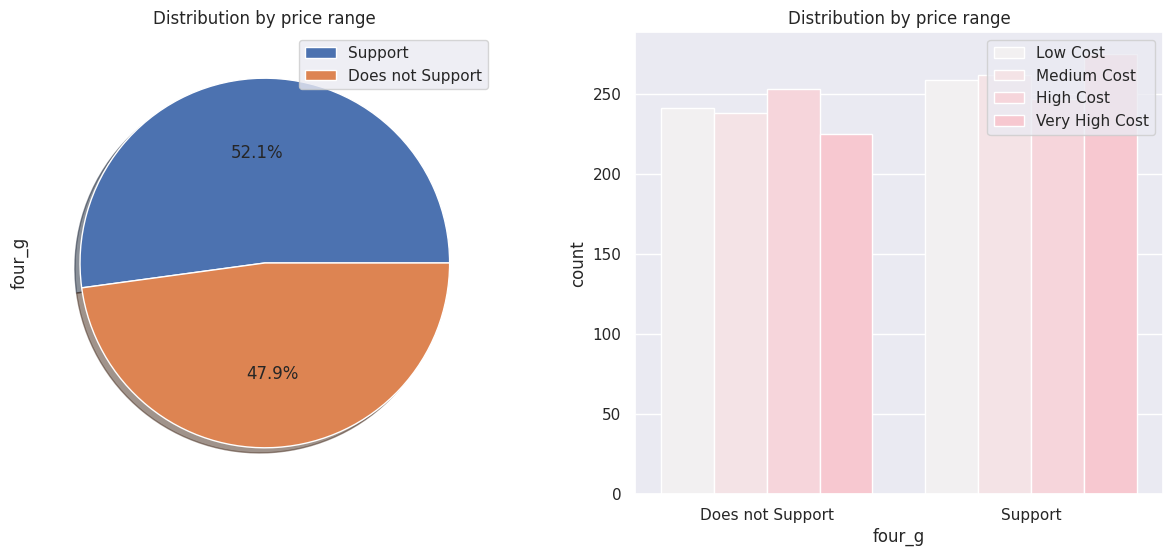 Distribution by price range
Support
Does not Support
52.1%
47.9%
four_g
Distribution by price range
Low Cost
Medium Cost
High Cost
Very High Cost
250
200
150
100
50
0
count
Does not Support
Support
four_g